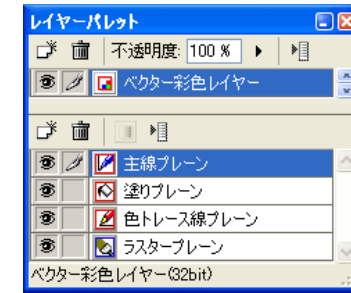 レイヤーパレット
不透明度: 100 %
ベクター彩色レイヤー
主線プレーン
塗りプレーン
色トレース線プレーン
ラスタープレーン
ベクター彩色レイヤー(32bit)